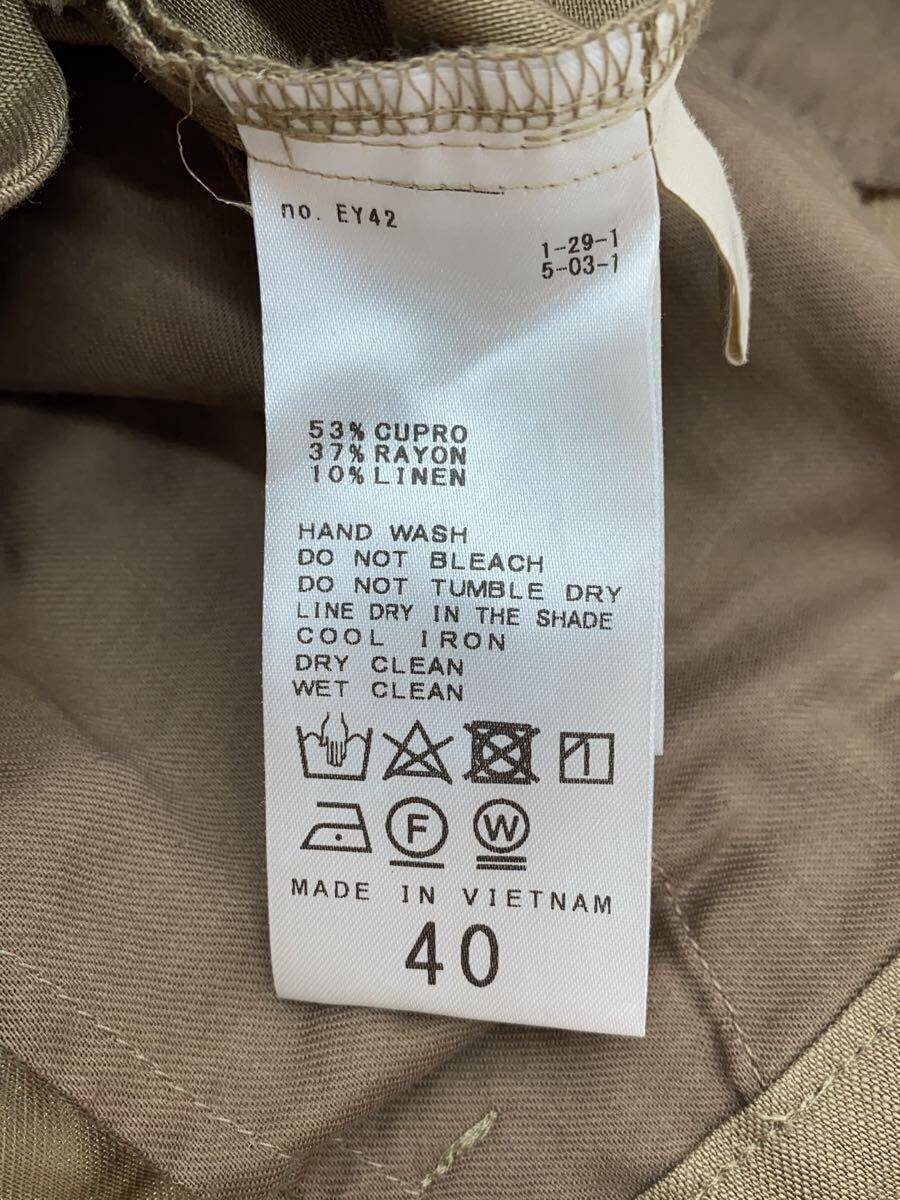 no. EY42
1-29-1
5-03-1
53% CUPRO
37% RAYON
10% LINEN
HAND WASH
DO NOT BLEACH
DO NOT TUMBLE DRY
LINE DRY IN THE SHADE
COOL IRON
DRY CLEAN
WET CLEAN
F W
MADE IN VIETNAM
40